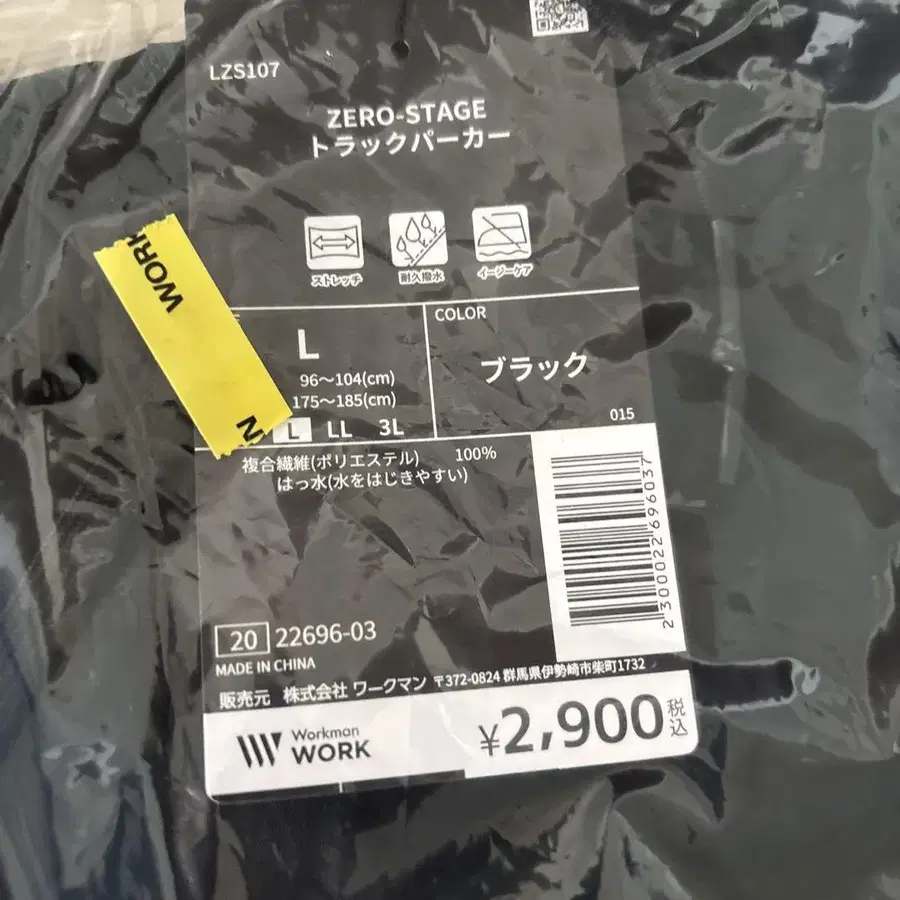 LZS107
ZERO-STAGE
トラックパーカー
ストレッチ
耐久撥水
イージーケア
WORK
N
L
96〜104(cm)
175〜185(cm)
L LL 3L
COLOR
ブラック
015
複合繊維(ポリエステル) 100%
はっ水(水をはじきやすい)
2300022696037
20 22696-03
MADE IN CHINA
販売元 株式会社 ワークマン 〒372-0824 群馬県伊勢崎市柴町1732
Workman
WORK
¥2,900税込